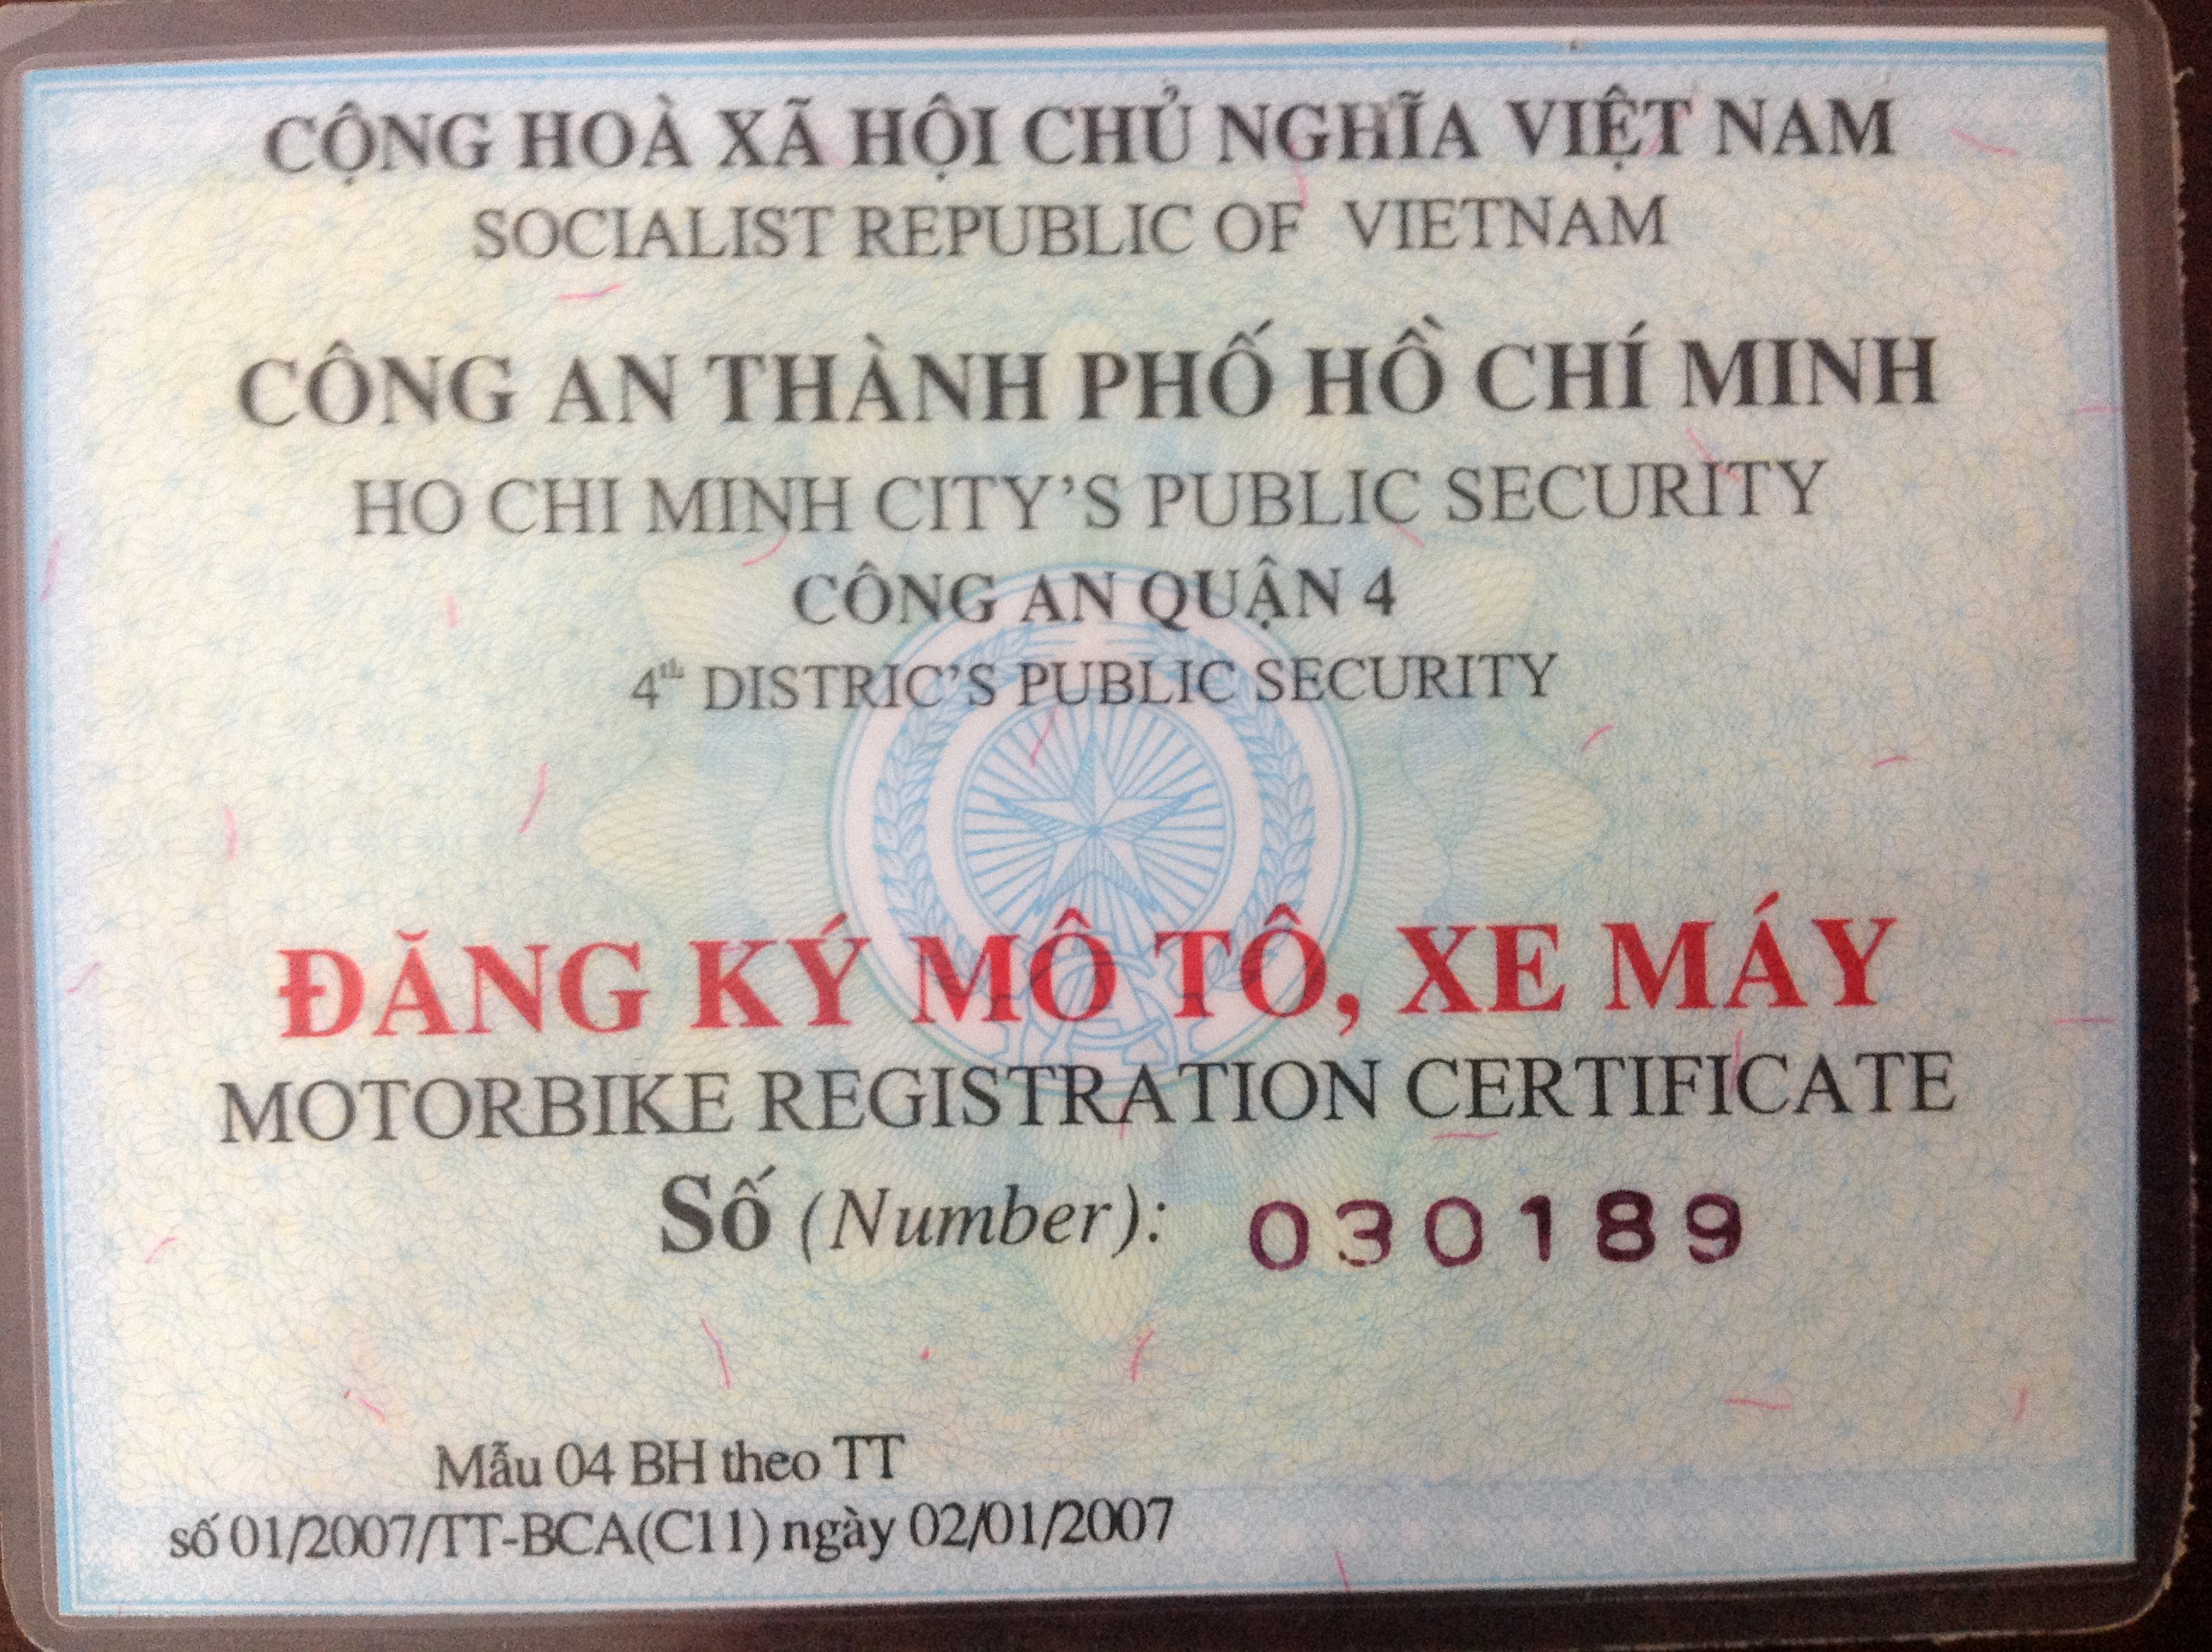 CỘNG HOÀ XÃ HỘI CHỦ NGHĨA VIỆT NAM
SOCIALIST REPUBLIC OF VIETNAM
CÔNG AN THÀNH PHỐ HỒ CHÍ MINH
HO CHI MINH CITY’S PUBLIC SECURITY
CÔNG AN QUẬN 4
4th DISTRIC’S PUBLIC SECURITY
ĐĂNG KÝ MÔ TÔ, XE MÁY
MOTORBIKE REGISTRATION CERTIFICATE
Số (Number): 030189
Mẫu 04 BH theo TT
số 01/2007/TT-BCA(C11) ngày 02/01/2007